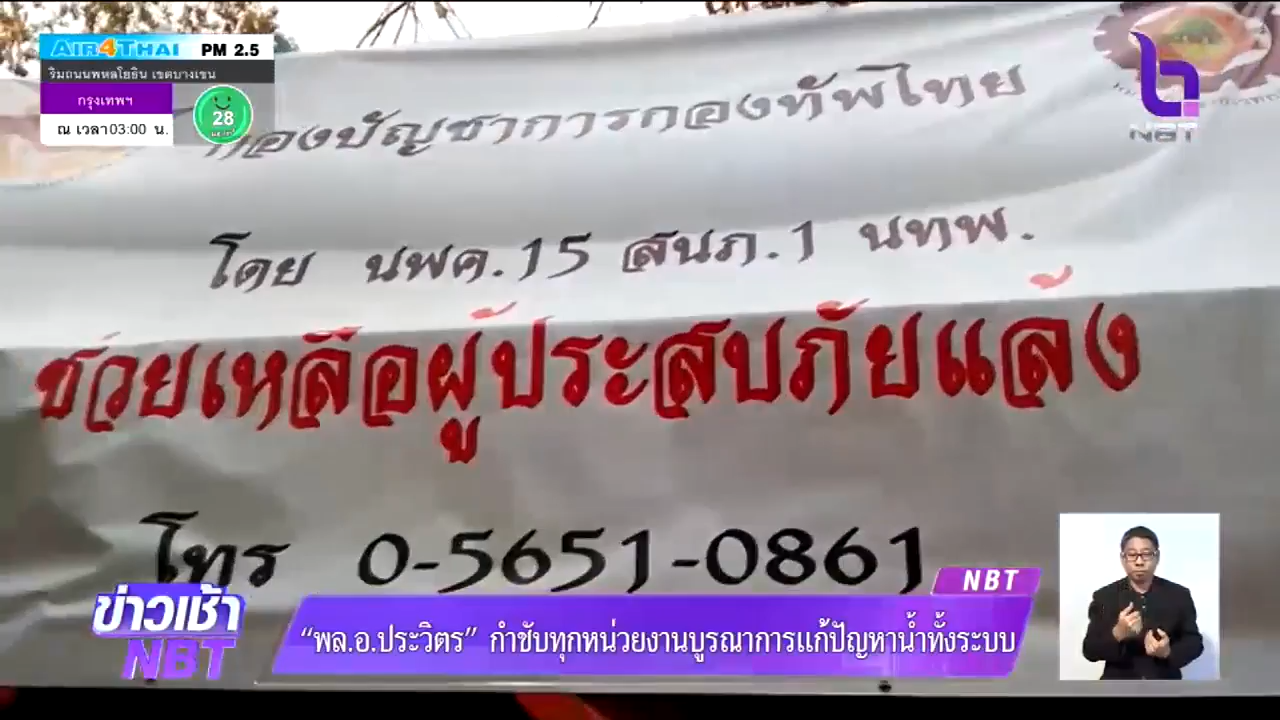 AIR4THAI PM 2.5
ริมถนนพหลโยธิน เขตบางเขน
กรุงเทพฯ
28
ณ เวลา03:00 น.
NBT
กองบัญชาการกองทัพไทย
โดย นพค.15 สนภ.1 นทพ.
ช่วยเหลือผู้ประสบภัยแล้ง
โทร 0-5651-0861
NBT
ข่าวเช้า
NBT
“พล.อ.ประวิตร” กำชับทุกหน่วยงานบูรณาการแก้ปัญหาน้ำทั้งระบบ